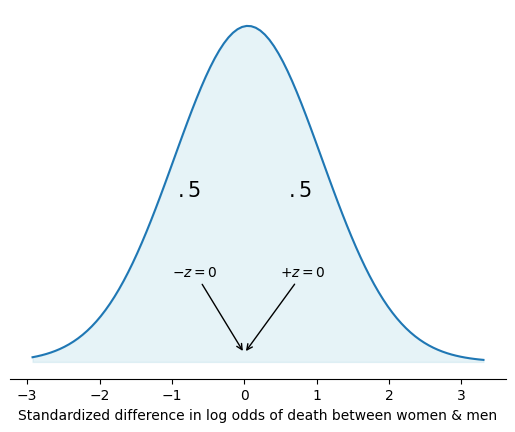 .5 .5
−z = 0 +z = 0
−3 −2 −1 0 1 2 3
Standardized difference in log odds of death between women & men